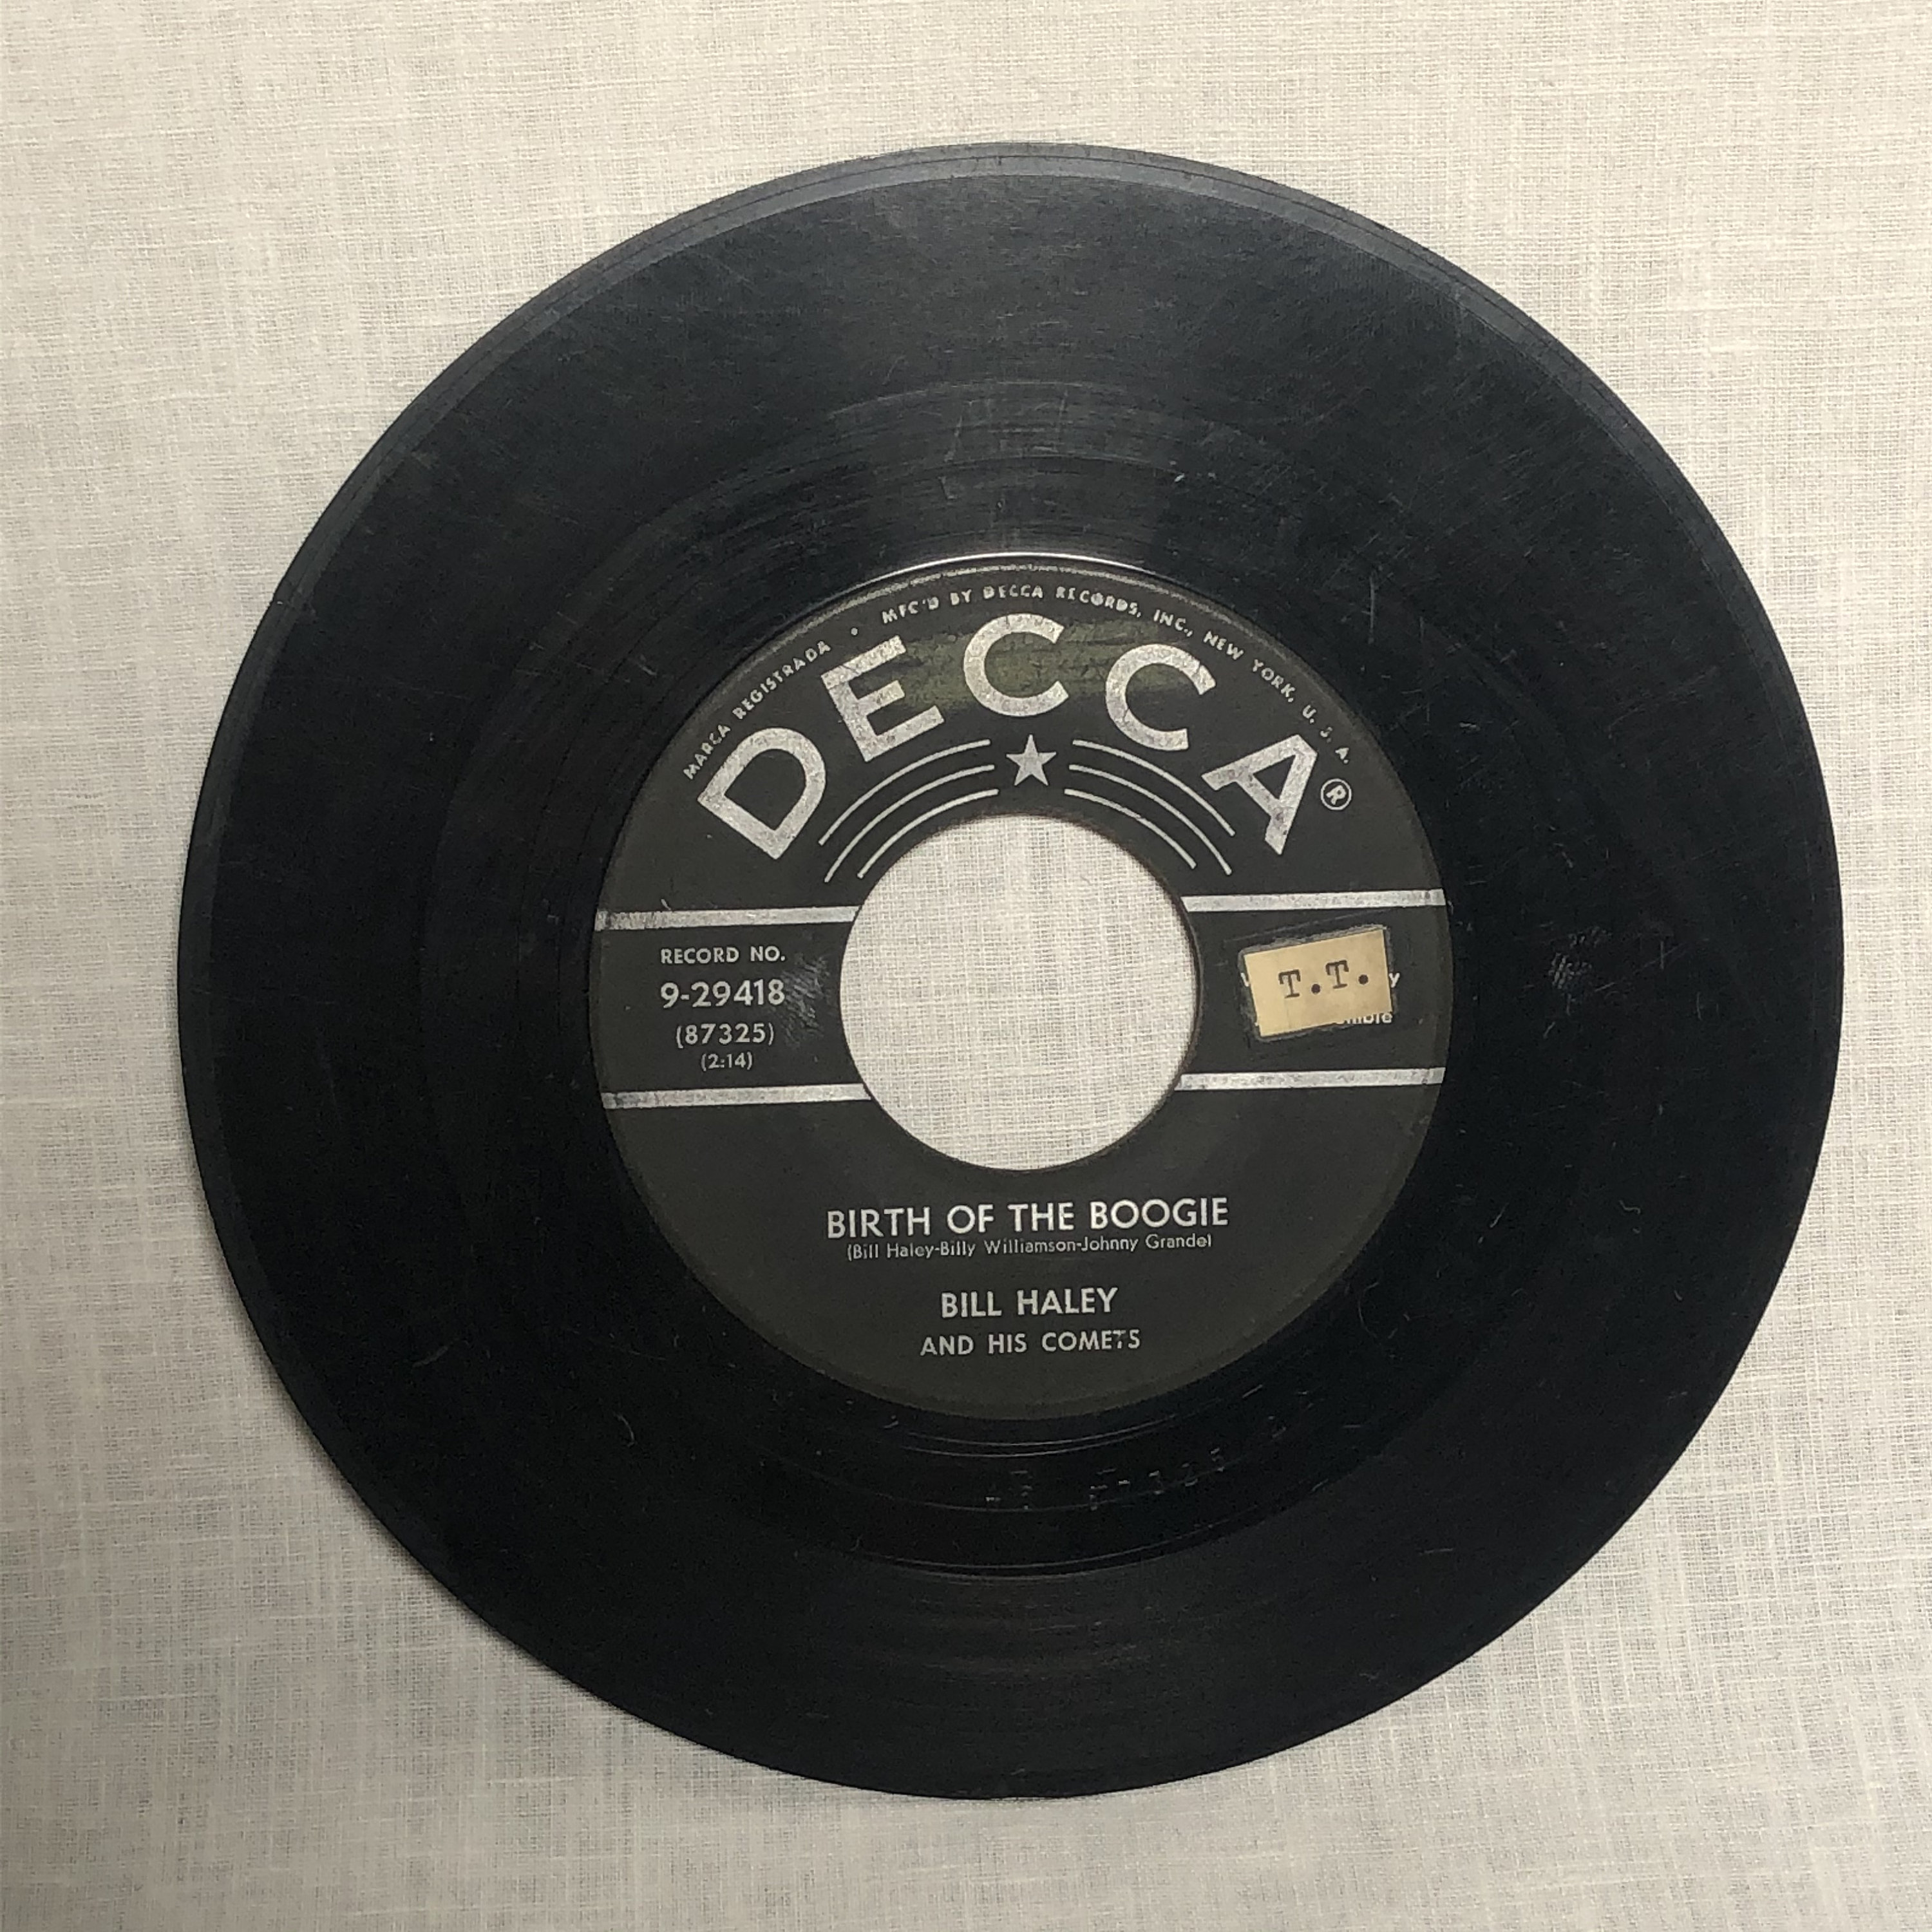 MARCA REGISTRADA • MFC'D BY DECCA RECORDS, INC., NEW YORK, U. S. A.
DECCA®
RECORD NO.
9-29418
(87325)
(2:14)
T.T.
BIRTH OF THE BOOGIE
(Bill Haley-Billy Williamson-Johnny Grande)
BILL HALEY
AND HIS COMETS